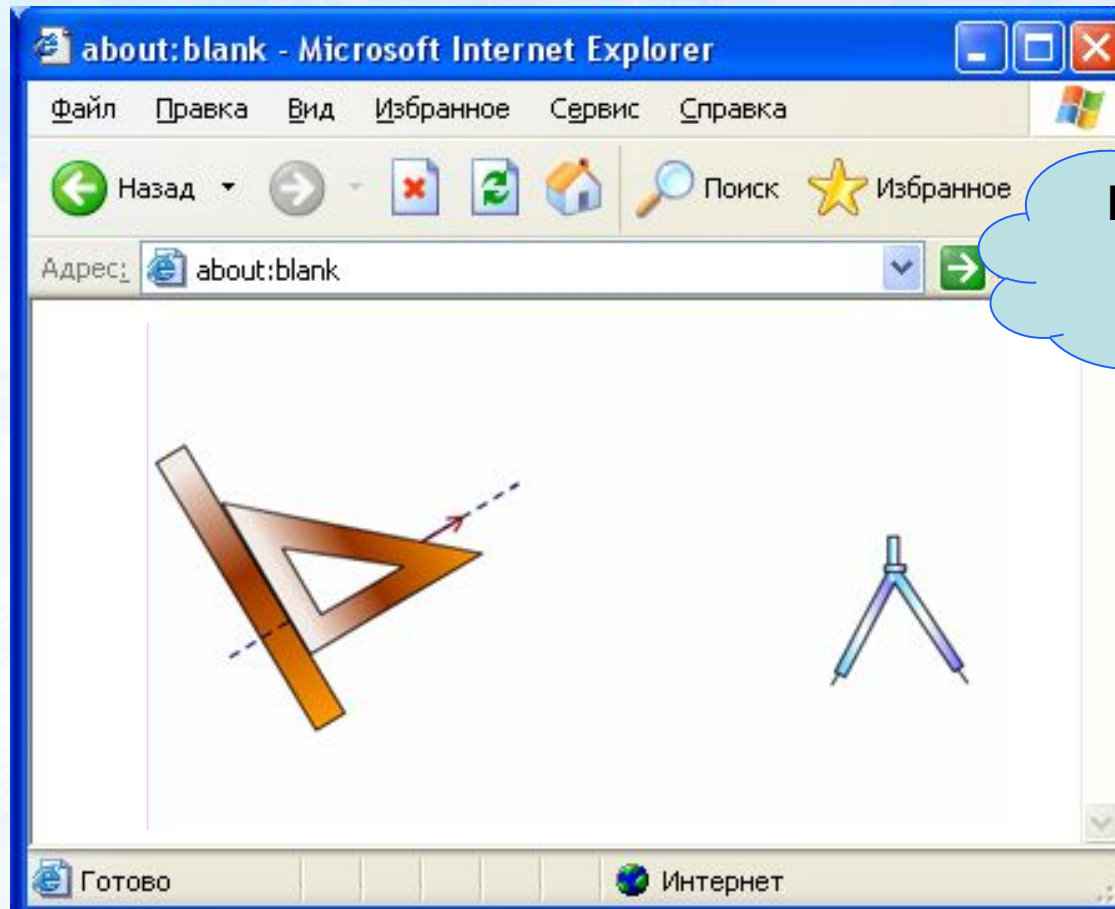 about:blank - Microsoft Internet Explorer
Файл Правка Вид Избранное Сервис Справка
Назад Поиск Избранное
Адрес: about:blank
Готово Интернет